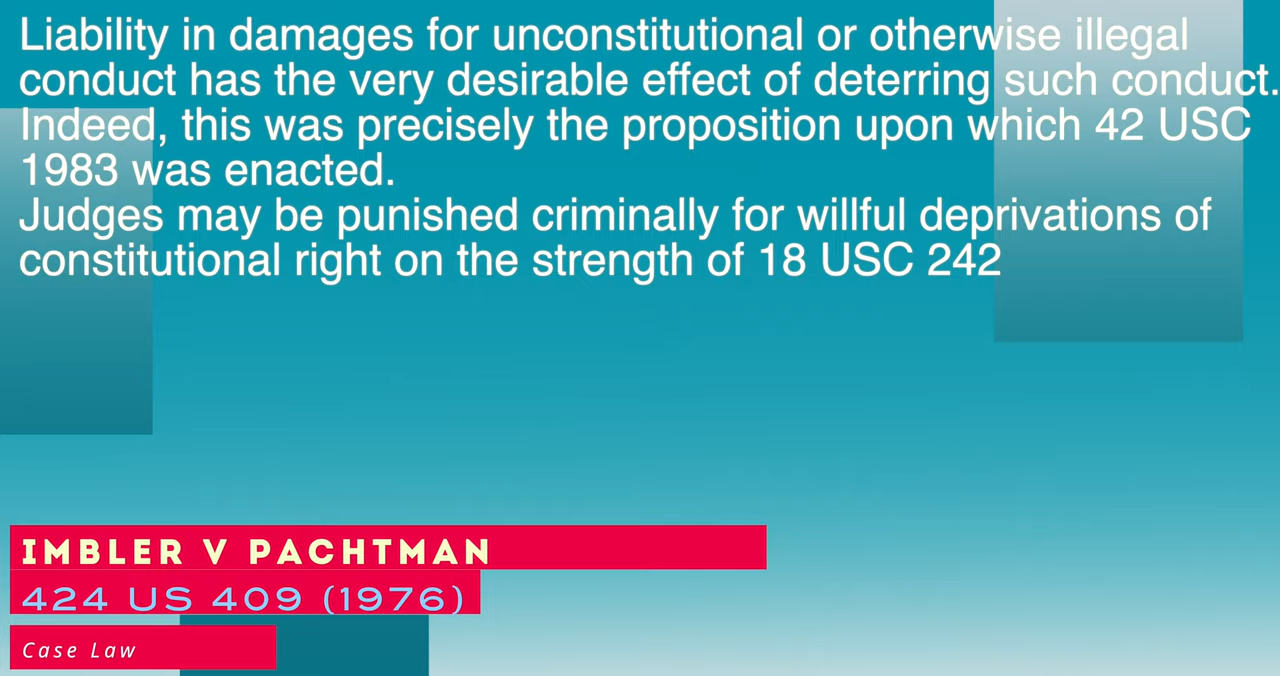 Liability in damages for unconstitutional or otherwise illegal
conduct has the very desirable effect of deterring such conduct.
Indeed, this was precisely the proposition upon which 42 USC
1983 was enacted.
Judges may be punished criminally for willful deprivations of
constitutional right on the strength of 18 USC 242
IMBLER V PACHTMAN
424 US 409 (1976)
Case Law